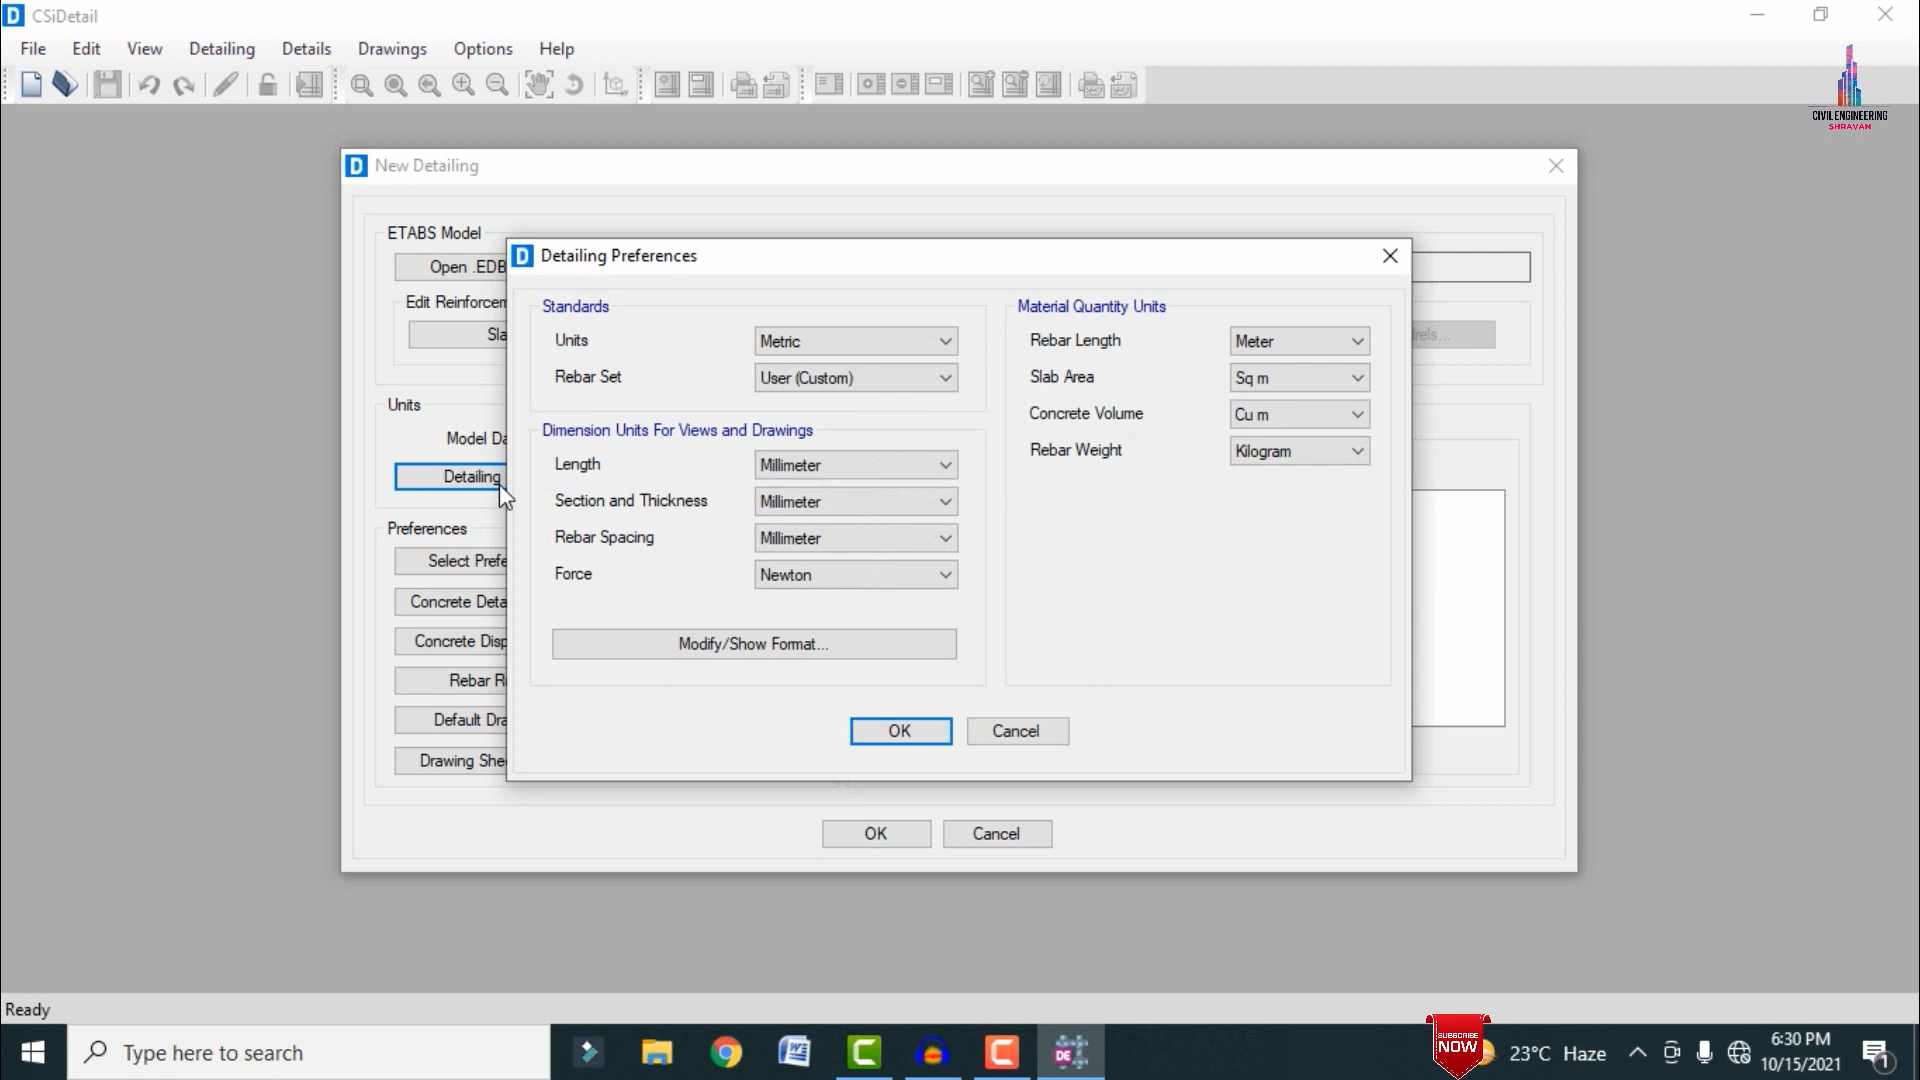 CSiDetail
File Edit View Detailing Details Drawings Options Help
CIVILENGINEERING
SHRAVAN
New Detailing
ETABS Model
Open .EDB
Edit Reinforcem
Sla
rels...
Units
Model Da
Detailing
Preferences
Select Prefe
Concrete Deta
Concrete Disp
Rebar R
Default Dra
Drawing She
Detailing Preferences
Standards
Units Metric
Rebar Set User (Custom)
Dimension Units For Views and Drawings
Length Millimeter
Section and Thickness Millimeter
Rebar Spacing Millimeter
Force Newton
Modify/Show Format...
Material Quantity Units
Rebar Length Meter
Slab Area Sq m
Concrete Volume Cu m
Rebar Weight Kilogram
OK Cancel
OK Cancel
Ready
Type here to search
DE
SUBSCRIBE
NOW
23°C Haze
6:30 PM
10/15/2021
1